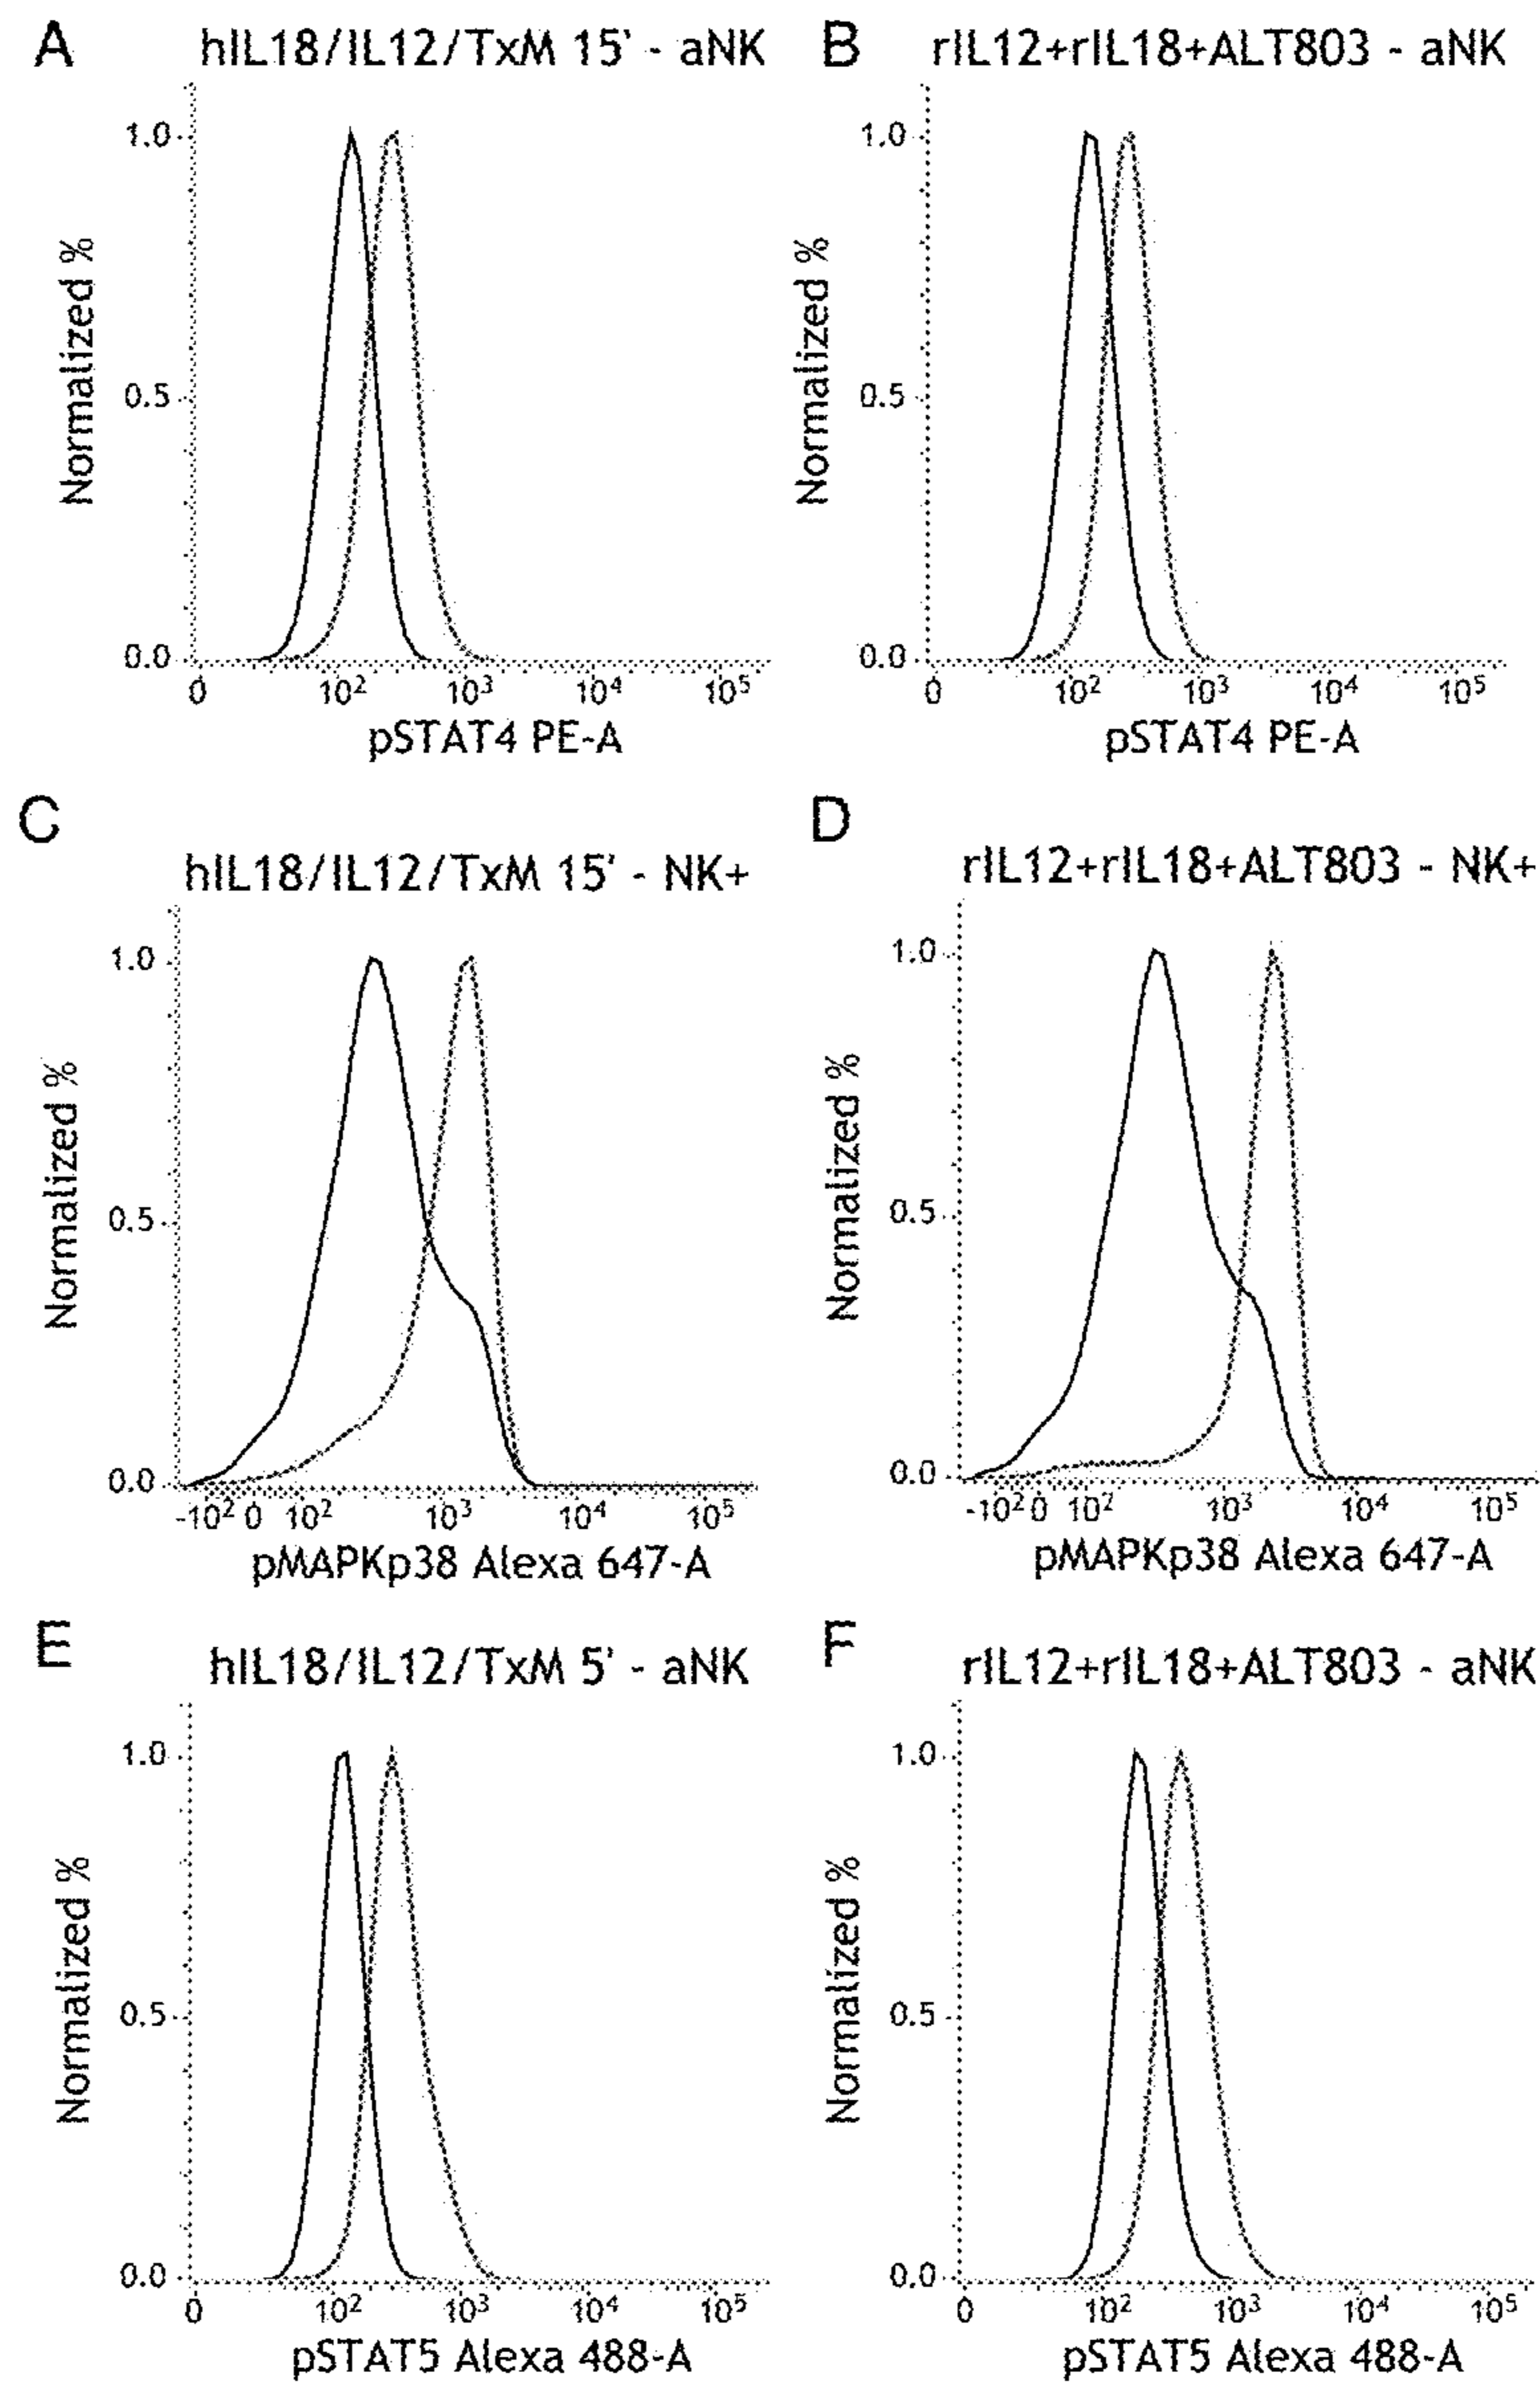 A
hIL18/IL12/TxM 15' - aNK
Normalized %
1.0
0.5
0.0
0 10² 10³ 10⁴ 10⁵
pSTAT4 PE-A
B
rIL12+rIL18+ALT803 - aNK
Normalized %
1.0
0.5
0.0
0 10² 10³ 10⁴ 10⁵
pSTAT4 PE-A
C
hIL18/IL12/TxM 15' - NK+
Normalized %
1.0
0.5
0.0
-10² 0 10² 10³ 10⁴ 10⁵
pMAPKp38 Alexa 647-A
D
rIL12+rIL18+ALT803 - NK+
Normalized %
1.0
0.5
0.0
-10² 0 10² 10³ 10⁴ 10⁵
pMAPKp38 Alexa 647-A
E
hIL18/IL12/TxM 5' - aNK
Normalized %
1.0
0.5
0.0
0 10² 10³ 10⁴ 10⁵
pSTAT5 Alexa 488-A
F
rIL12+rIL18+ALT803 - aNK
Normalized %
1.0
0.5
0.0
0 10² 10³ 10⁴ 10⁵
pSTAT5 Alexa 488-A